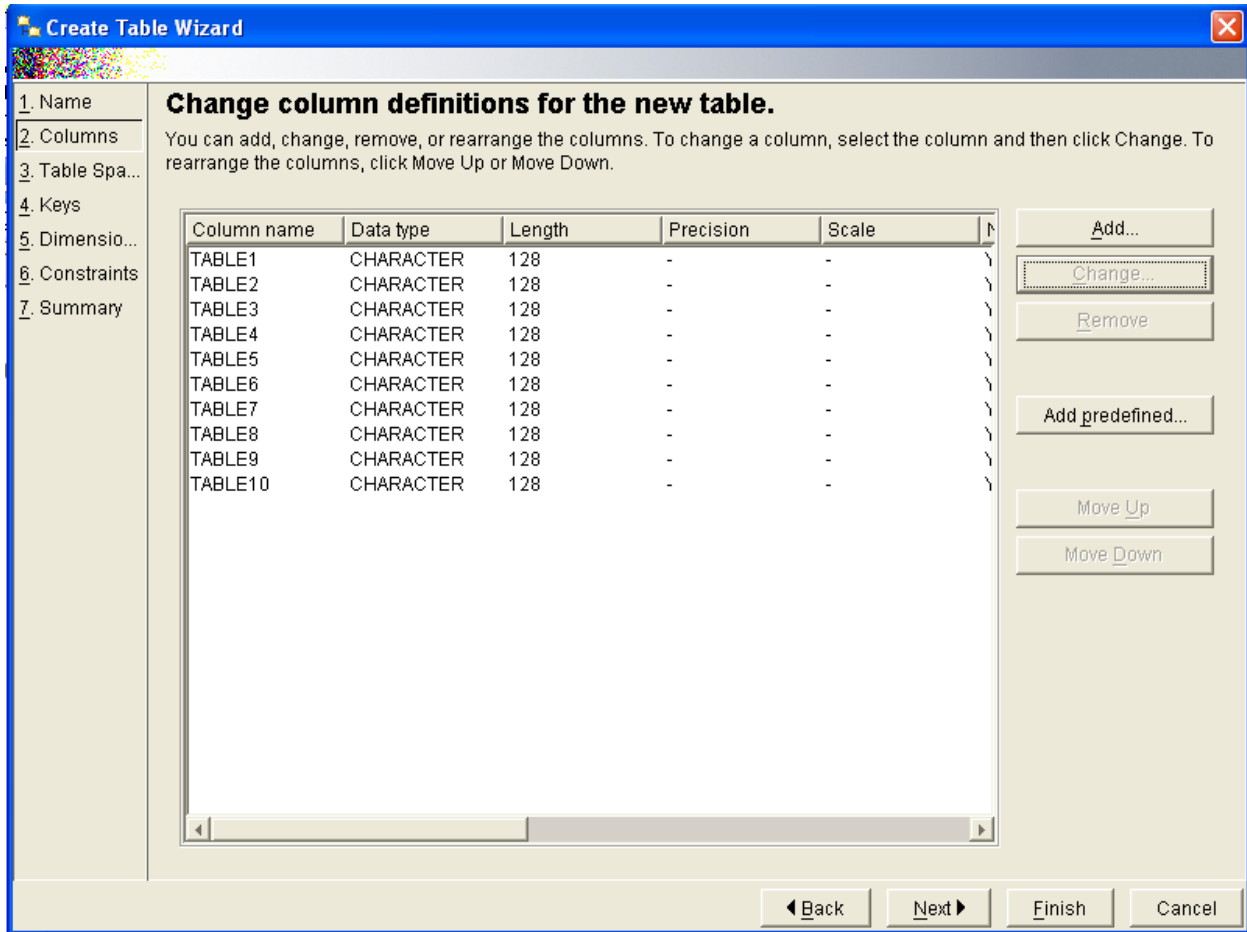 Create Table Wizard
1. Name
2. Columns
3. Table Spa...
4. Keys
5. Dimensio...
6. Constraints
7. Summary
Change column definitions for the new table.
You can add, change, remove, or rearrange the columns. To change a column, select the column and then click Change. To
rearrange the columns, click Move Up or Move Down.
Column name Data type Length Precision Scale
TABLE1 CHARACTER 128 - -
TABLE2 CHARACTER 128 - -
TABLE3 CHARACTER 128 - -
TABLE4 CHARACTER 128 - -
TABLE5 CHARACTER 128 - -
TABLE6 CHARACTER 128 - -
TABLE7 CHARACTER 128 - -
TABLE8 CHARACTER 128 - -
TABLE9 CHARACTER 128 - -
TABLE10 CHARACTER 128 - -
Add...
Change...
Remove
Add predefined...
Move Up
Move Down
Back Next Finish Cancel